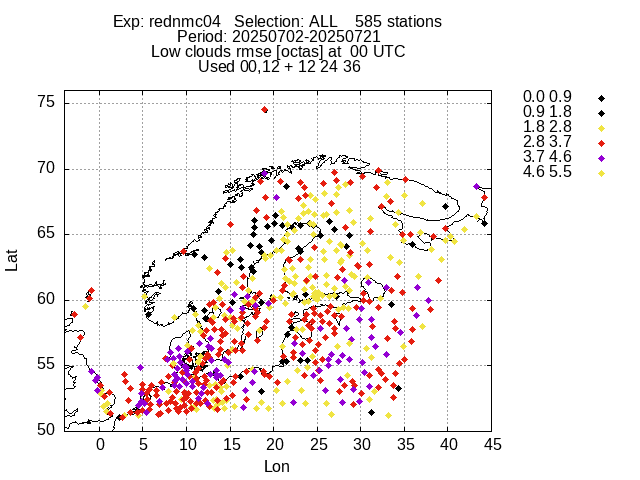 Exp: rednmc04   Selection: ALL    585 stations
Period: 20250702-20250721
Low clouds rmse [octas] at  00 UTC
Used 00,12 + 12 24 36
0.0 0.9
0.9 1.8
1.8 2.8
2.8 3.7
3.7 4.6
4.6 5.5
75
70
65
60
55
50
Lat
0 5 10 15 20 25 30 35 40 45
Lon